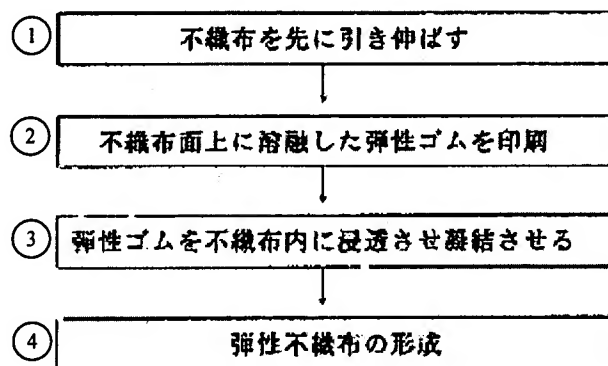 ① 不織布を先に引き伸ばす
② 不織布面上に溶融した弾性ゴムを印刷
③ 弾性ゴムを不織布内に浸透させ凝結させる
④ 弾性不織布の形成